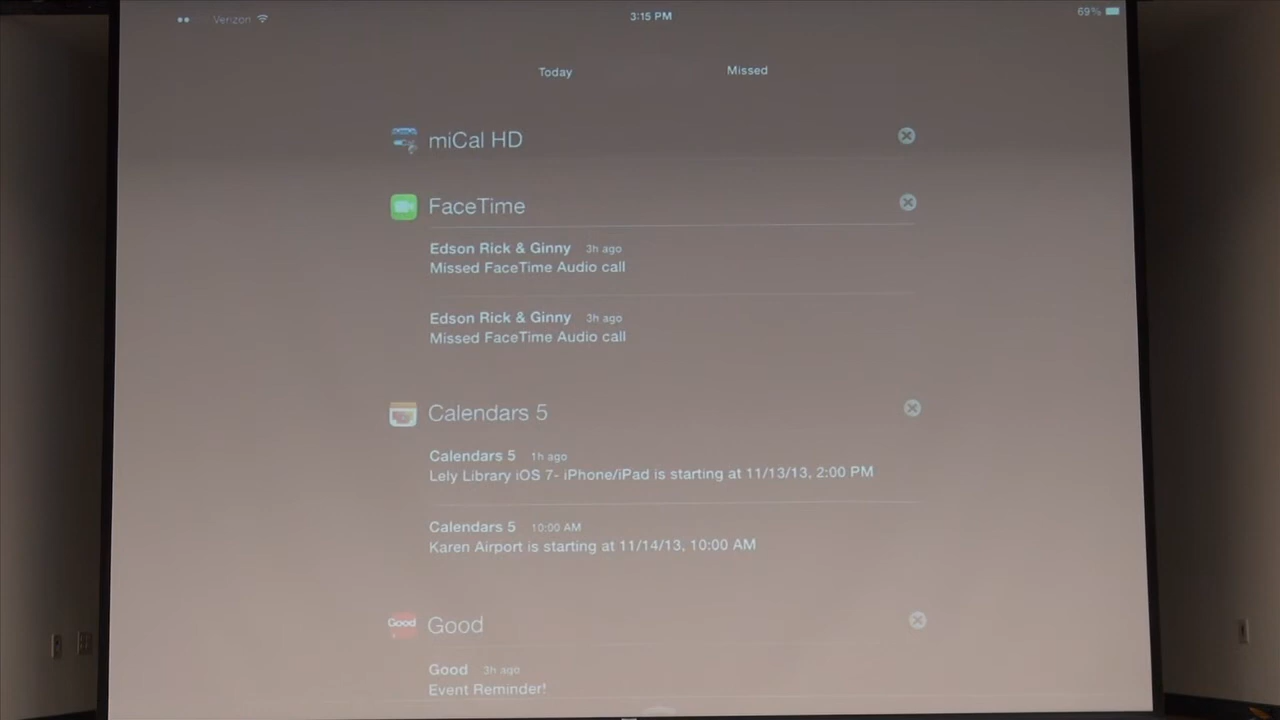 Verizon
3:15 PM
69%
Today
Missed
miCal HD
FaceTime
Edson Rick & Ginny 3h ago
Missed FaceTime Audio call
Edson Rick & Ginny 3h ago
Missed FaceTime Audio call
Calendars 5
Calendars 5 1h ago
Lely Library iOS 7- iPhone/iPad is starting at 11/13/13, 2:00 PM
Calendars 5 10:00 AM
Karen Airport is starting at 11/14/13, 10:00 AM
Good Good
Good 3h ago
Event Reminder!